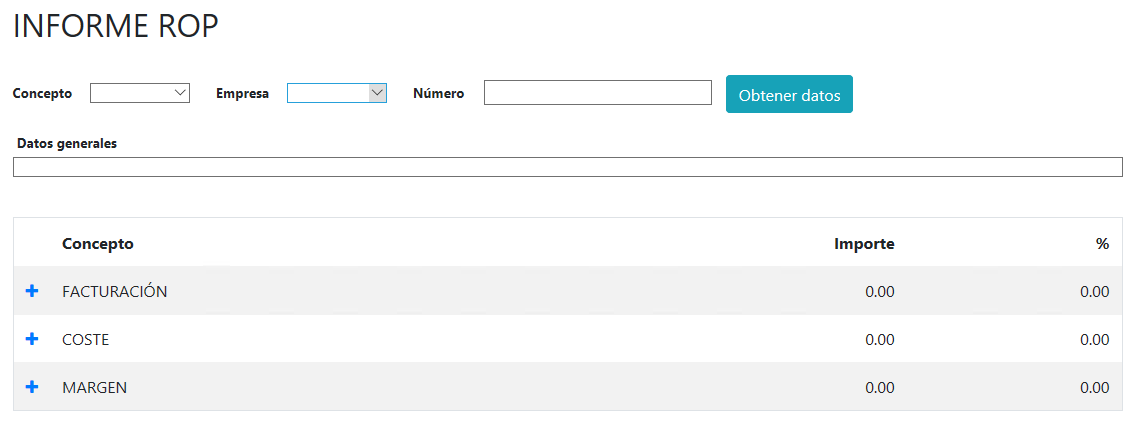 INFORME ROP
Concepto Empresa Número Obtener datos
Datos generales
Concepto Importe %
FACTURACIÓN 0.00 0.00
COSTE 0.00 0.00
MARGEN 0.00 0.00